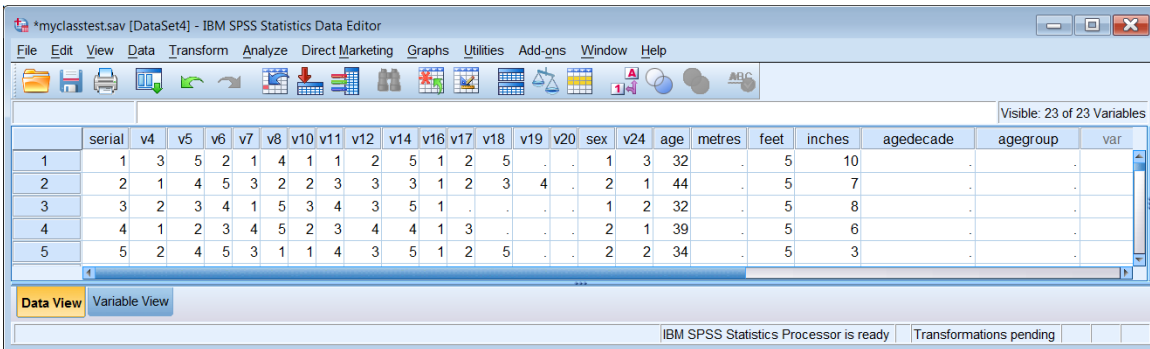 *myclasstest.sav [DataSet4] - IBM SPSS Statistics Data Editor
File Edit View Data Transform Analyze Direct Marketing Graphs Utilities Add-ons Window Help
A 1 ABC
Visible: 23 of 23 Variables
serial v4 v5 v6 v7 v8 v10 v11 v12 v14 v16 v17 v18 v19 v20 sex v24 age metres feet inches agedecade agegroup var
1 1 3 5 2 1 4 1 1 2 5 1 2 5 . . 1 3 32 . 5 10 . .
2 2 1 4 5 3 2 2 3 3 3 1 2 3 4 . 2 1 44 . 5 7 . .
3 3 2 3 4 1 5 3 4 3 5 1 . . . . 1 2 32 . 5 8 . .
4 4 1 2 3 4 5 2 3 4 4 1 3 . . . 2 1 39 . 5 6 . .
5 5 2 4 5 3 1 1 4 3 5 1 2 5 . . 2 2 34 . 5 3 . .
Data View Variable View
IBM SPSS Statistics Processor is ready Transformations pending